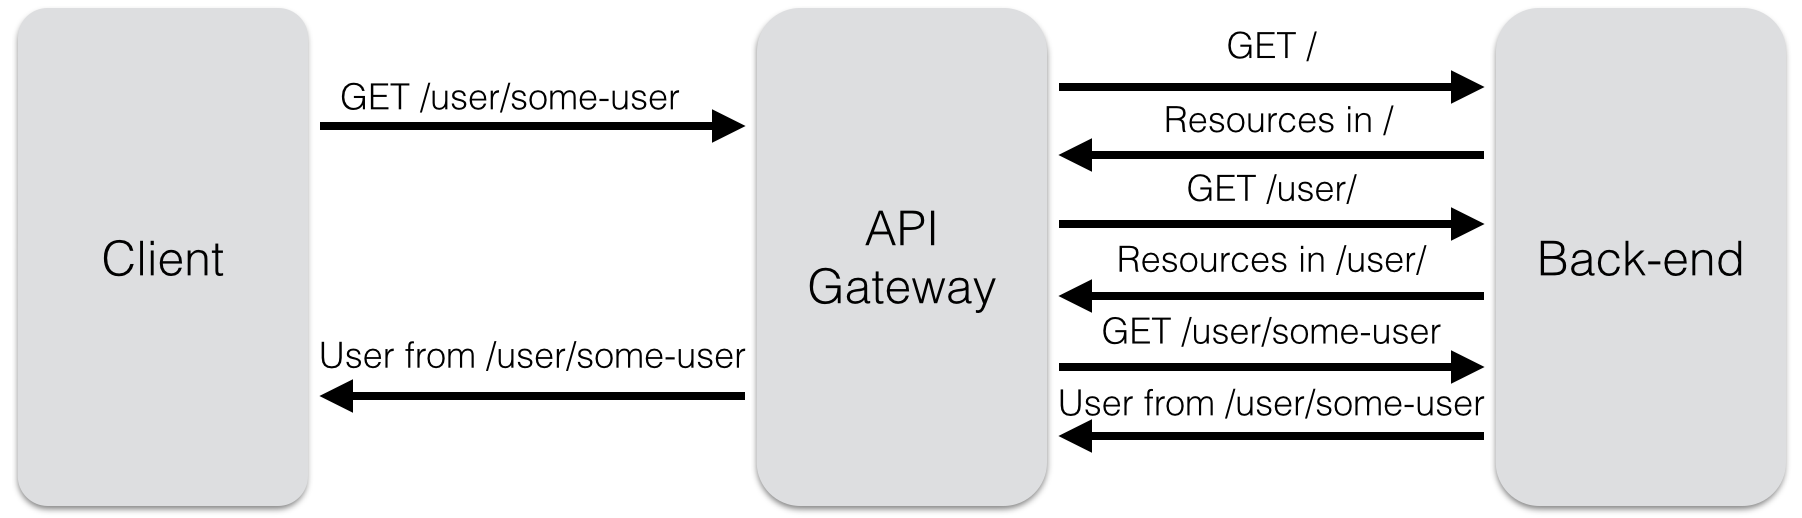 Client
GET /user/some-user
User from /user/some-user
API
Gateway
GET /
Resources in /
GET /user/
Resources in /user/
GET /user/some-user
User from /user/some-user
Back-end